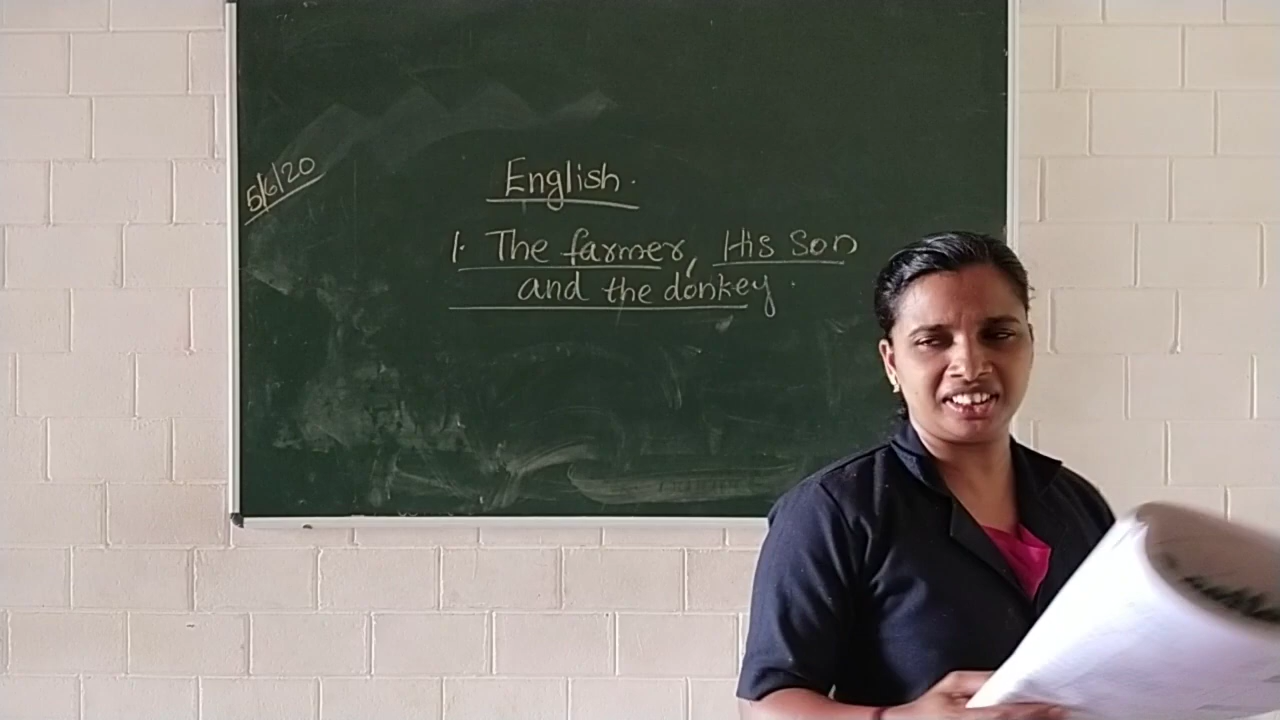 5/6/20
English.
1. The farmer, His Son
and the donkey.